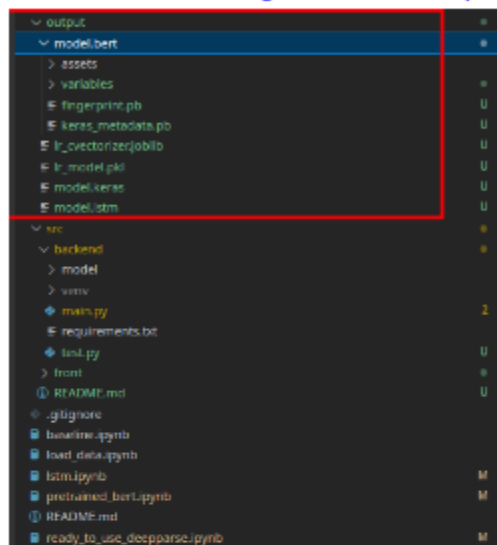 output
model.bert
assets
variables
fingerprint.pb U
keras_metadata.pb U
lr_cvectorizer.joblib U
lr_model.pkl U
model.keras U
model.lstm U
src
backend
model
venv
main.py 2
requirements.txt
test.py U
front
README.md U
.gitignore
baseline.ipynb
load_data.ipynb
lstm.ipynb M
pretrained_bert.ipynb M
README.md
ready_to_use_deepparse.ipynb M